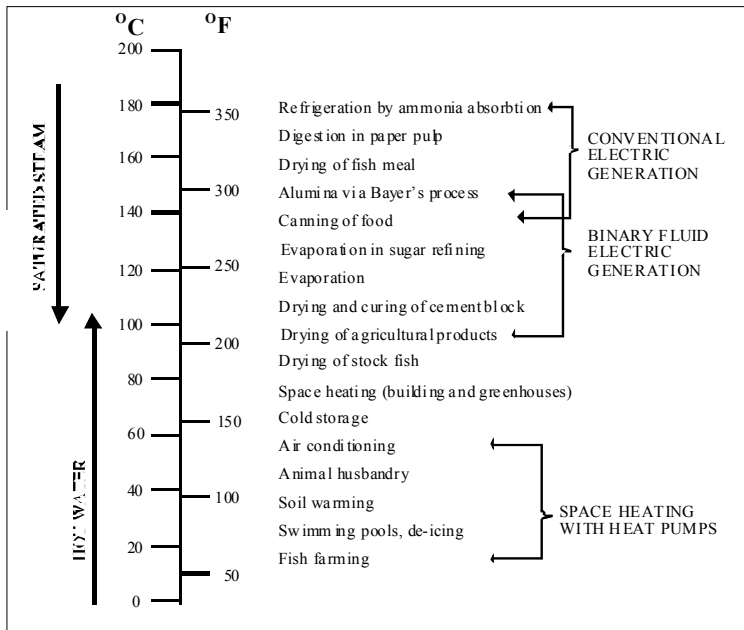 °C
°F
200
180
160
140
120
100
80
60
40
20
0
350
300
250
200
150
100
50
SATURATED STEAM
HOT WATER
Refrigeration by ammonia absorbtion
Digestion in paper pulp
Drying of fish meal
Alumina via Bayer's process
Canning of food
Evaporation in sugar refining
Evaporation
Drying and curing of cement block
Drying of agricultural products
Drying of stock fish
Space heating (building and greenhouses)
Cold storage
Air conditioning
Animal husbandry
Soil warming
Swimming pools, de-icing
Fish farming
CONVENTIONAL
ELECTRIC
GENERATION
BINARY FLUID
ELECTRIC
GENERATION
SPACE HEATING
WITH HEAT PUMPS